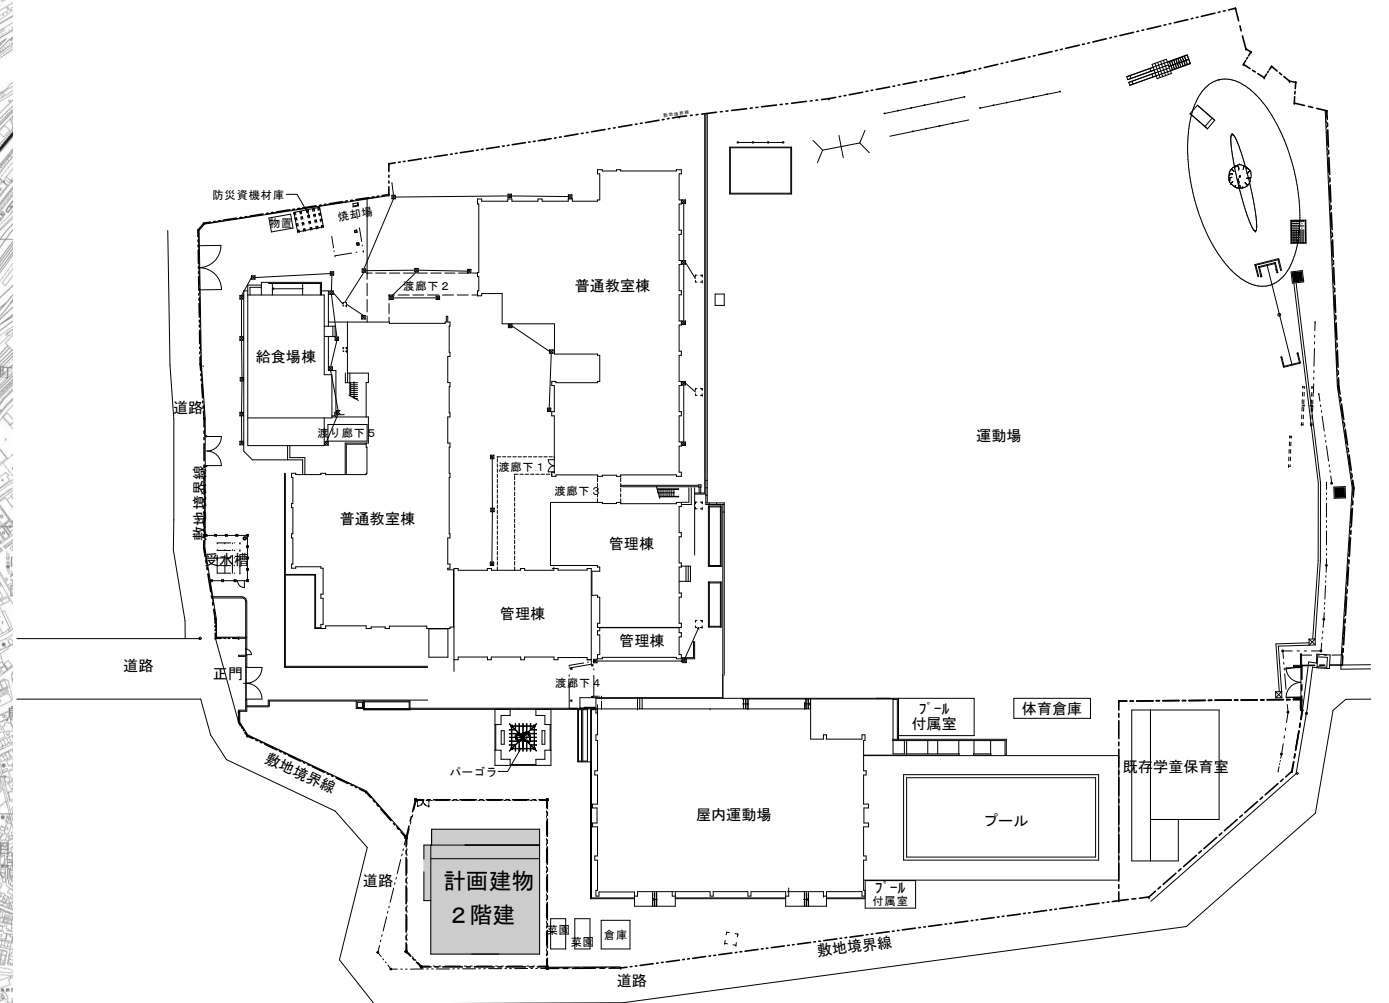 敷地境界線
防災資機材庫
物置
焼却場
渡廊下２
普通教室棟
給食場棟
道路
渡り廊下５
運動場
渡廊下１
渡廊下３
敷地境界線
普通教室棟
管理棟
受水槽
管理棟
管理棟
道路
正門
渡廊下４
プール
付属室
体育倉庫
敷地境界線
パーゴラ
既存学童保育室
屋内運動場
プール
道路
計画建物
２階建
プール
付属室
菜園
菜園
倉庫
敷地境界線
道路